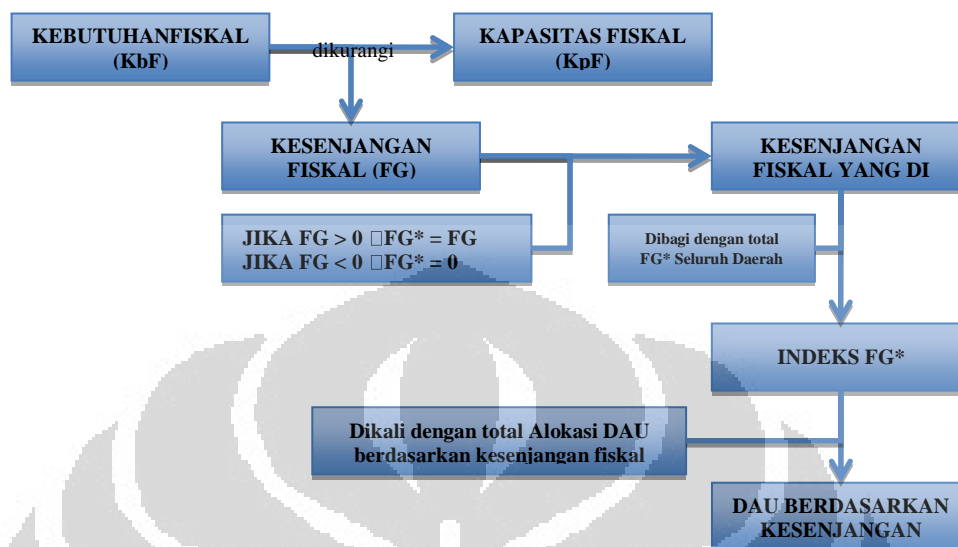 KEBUTUHANFISKAL
(KbF)
dikurangi
KAPASITAS FISKAL
(KpF)
KESENJANGAN
FISKAL (FG)
KESENJANGAN
FISKAL YANG DI
JIKA FG > 0 □FG* = FG
JIKA FG < 0 □FG* = 0
Dibagi dengan total
FG* Seluruh Daerah
INDEKS FG*
Dikali dengan total Alokasi DAU
berdasarkan kesenjangan fiskal
DAU BERDASARKAN
KESENJANGAN